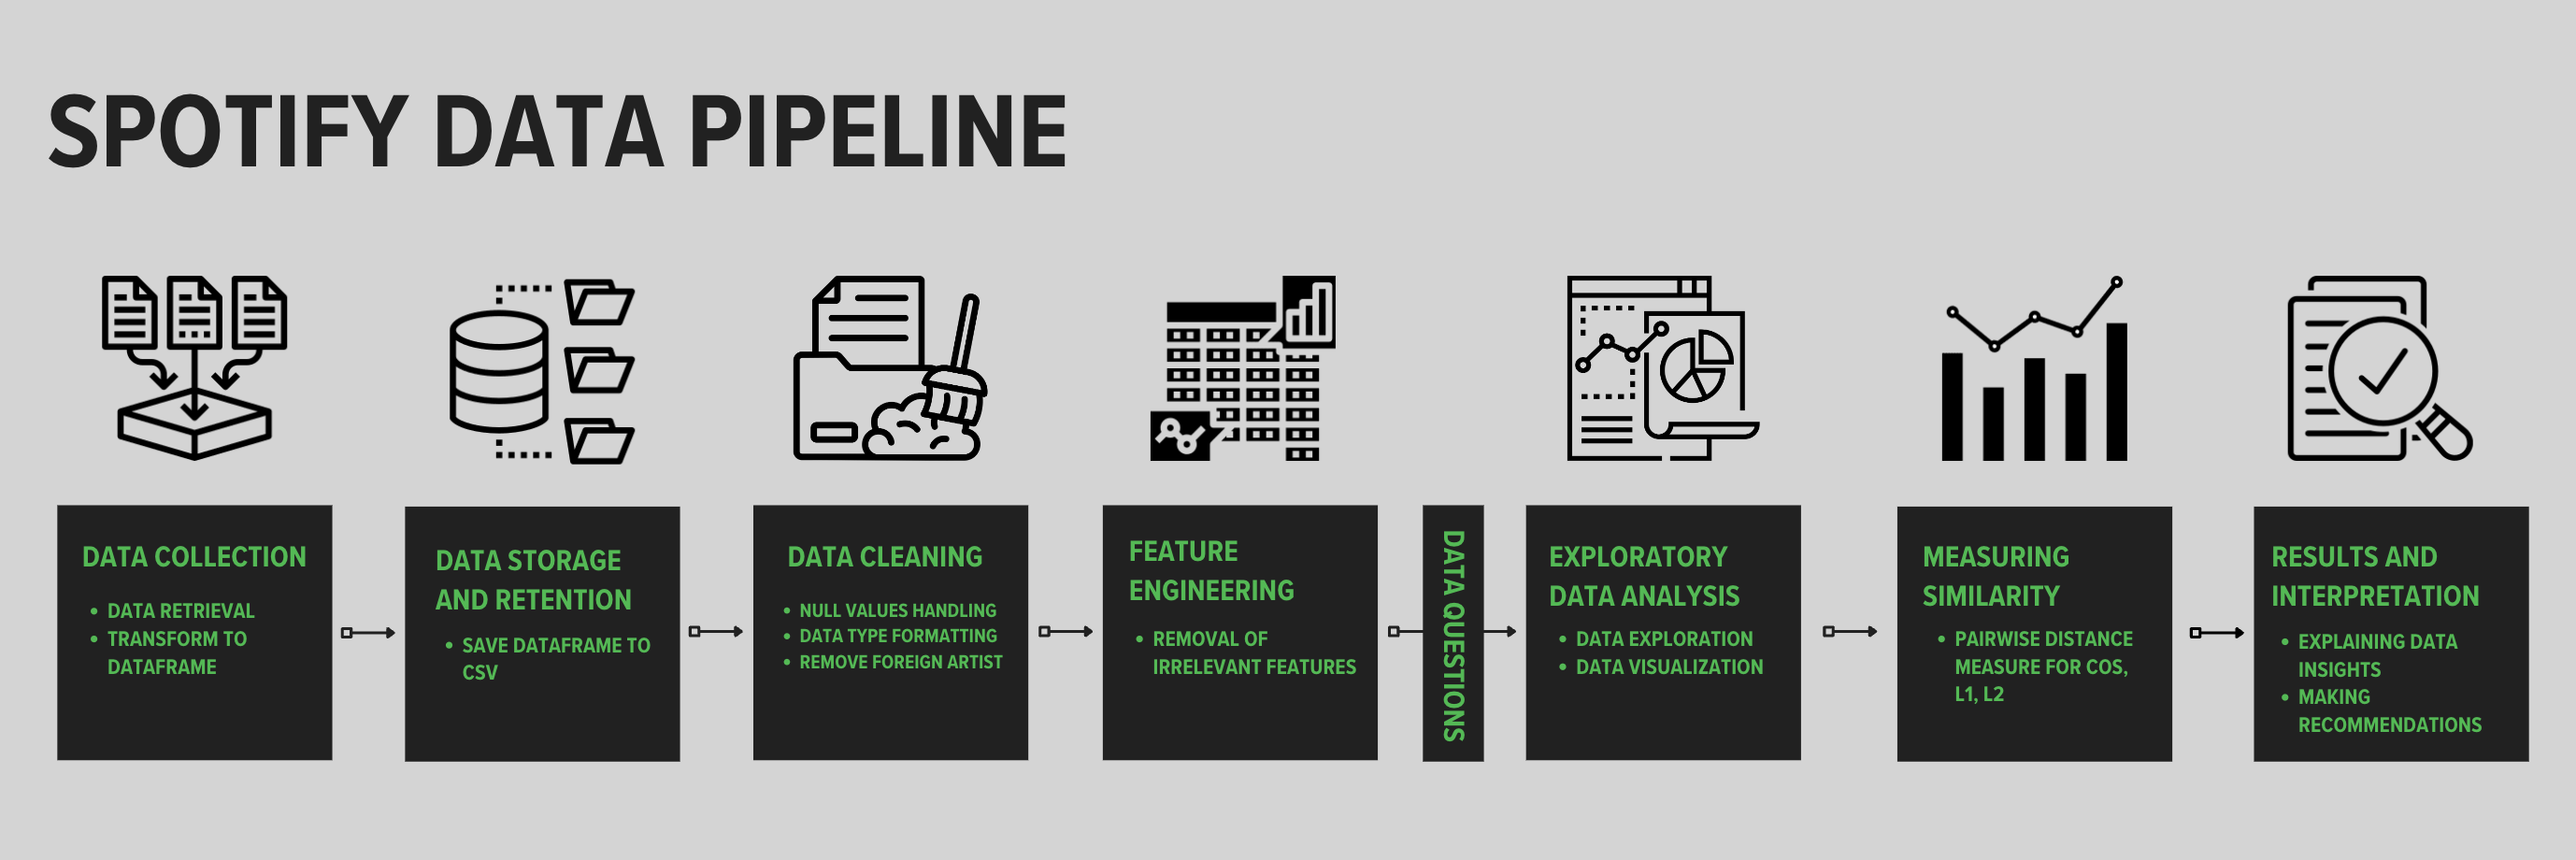 SPOTIFY DATA PIPELINE
DATA COLLECTION
• DATA RETRIEVAL
• TRANSFORM TO
DATAFRAME
DATA STORAGE
AND RETENTION
• SAVE DATAFRAME TO
CSV
DATA CLEANING
• NULL VALUES HANDLING
• DATA TYPE FORMATTING
• REMOVE FOREIGN ARTIST
FEATURE
ENGINEERING
• REMOVAL OF
IRRELEVANT FEATURES
DATA QUESTIONS
EXPLORATORY
DATA ANALYSIS
• DATA EXPLORATION
• DATA VISUALIZATION
MEASURING
SIMILARITY
• PAIRWISE DISTANCE
MEASURE FOR COS,
L1, L2
RESULTS AND
INTERPRETATION
• EXPLAINING DATA
INSIGHTS
• MAKING
RECOMMENDATIONS